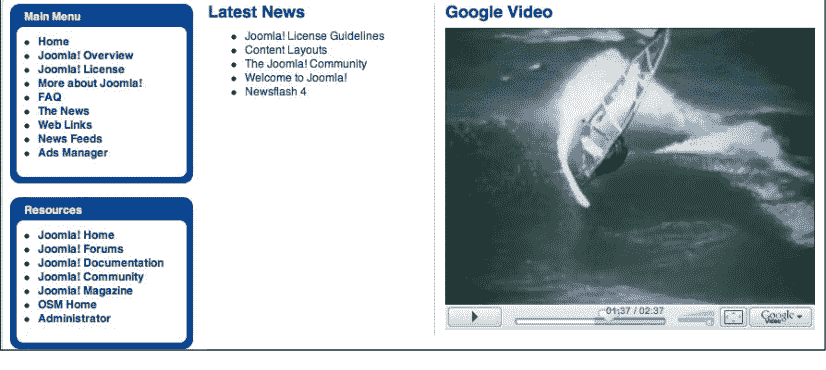 Main Menu
Home
Joomla! Overview
Joomla! License
More about Joomla!
FAQ
The News
Web Links
News Feeds
Ads Manager
Resources
Joomla! Home
Joomla! Forums
Joomla! Documentation
Joomla! Community
Joomla! Magazine
OSM Home
Administrator
Latest News
Joomla! License Guidelines
Content Layouts
The Joomla! Community
Welcome to Joomla!
Newsflash 4
Google Video
01:37 / 02:37
Google
Video